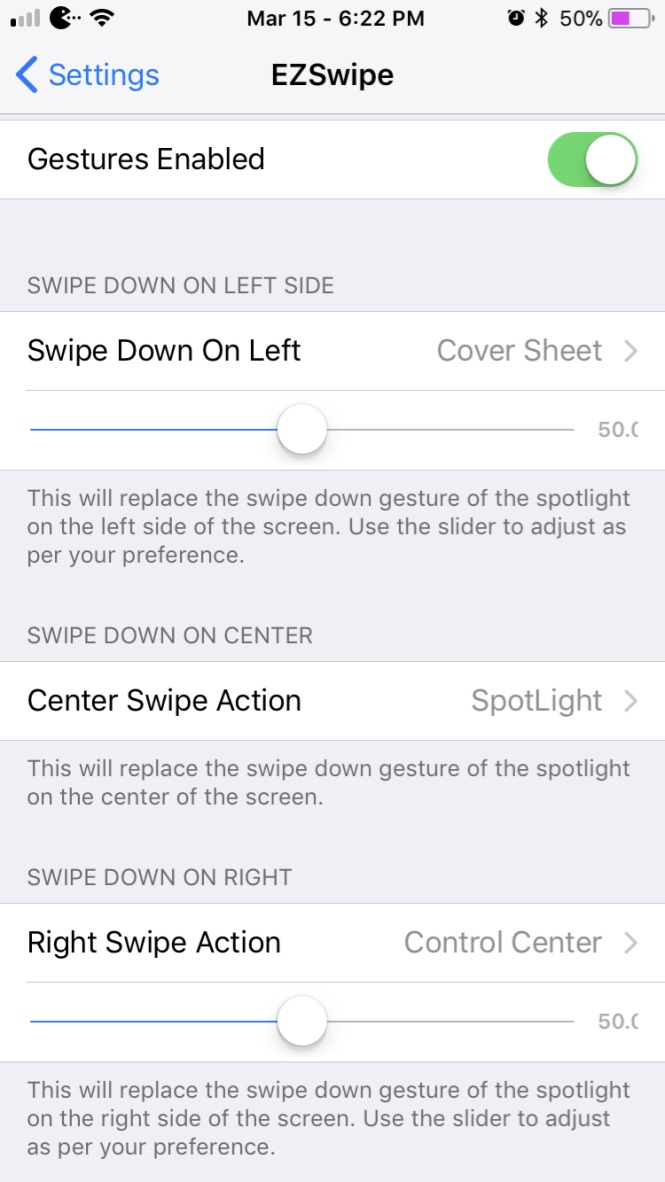 Mar 15 - 6:22 PM
50%
Settings
EZSwipe
Gestures Enabled
SWIPE DOWN ON LEFT SIDE
Swipe Down On Left
Cover Sheet
50.0
This will replace the swipe down gesture of the spotlight
on the left side of the screen. Use the slider to adjust as
per your preference.
SWIPE DOWN ON CENTER
Center Swipe Action
SpotLight
This will replace the swipe down gesture of the spotlight
on the center of the screen.
SWIPE DOWN ON RIGHT
Right Swipe Action
Control Center
50.0
This will replace the swipe down gesture of the spotlight
on the right side of the screen. Use the slider to adjust
as per your preference.